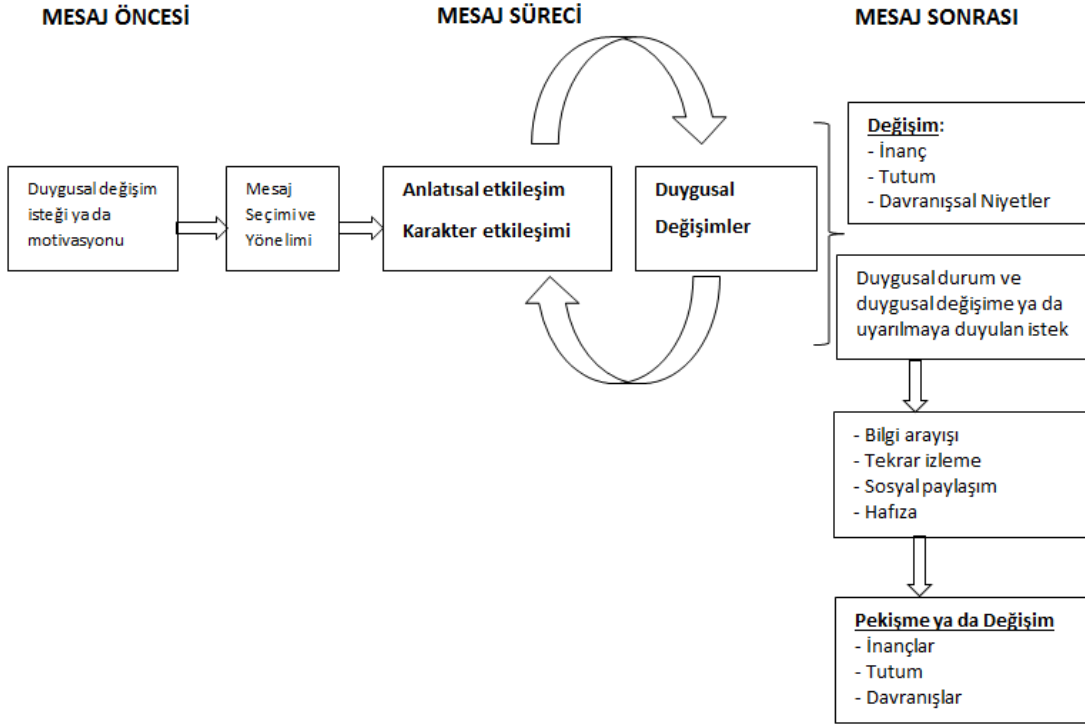 MESAJ ÖNCESİ
MESAJ SÜRECİ
MESAJ SONRASI
Duygusal değişim
isteği ya da
motivasyonu
Mesaj
Seçimi ve
Yönelimi
Anlatısal etkileşim
Karakter etkileşimi
Duygusal
Değişimler
Değişim:
- İnanç
- Tutum
- Davranışsal Niyetler
Duygusal durum ve
duygusal değişime ya da
uyarılmaya duyulan istek
- Bilgi arayışı
- Tekrar izleme
- Sosyal paylaşım
- Hafıza
Pekişme ya da Değişim
- İnançlar
- Tutum
- Davranışlar